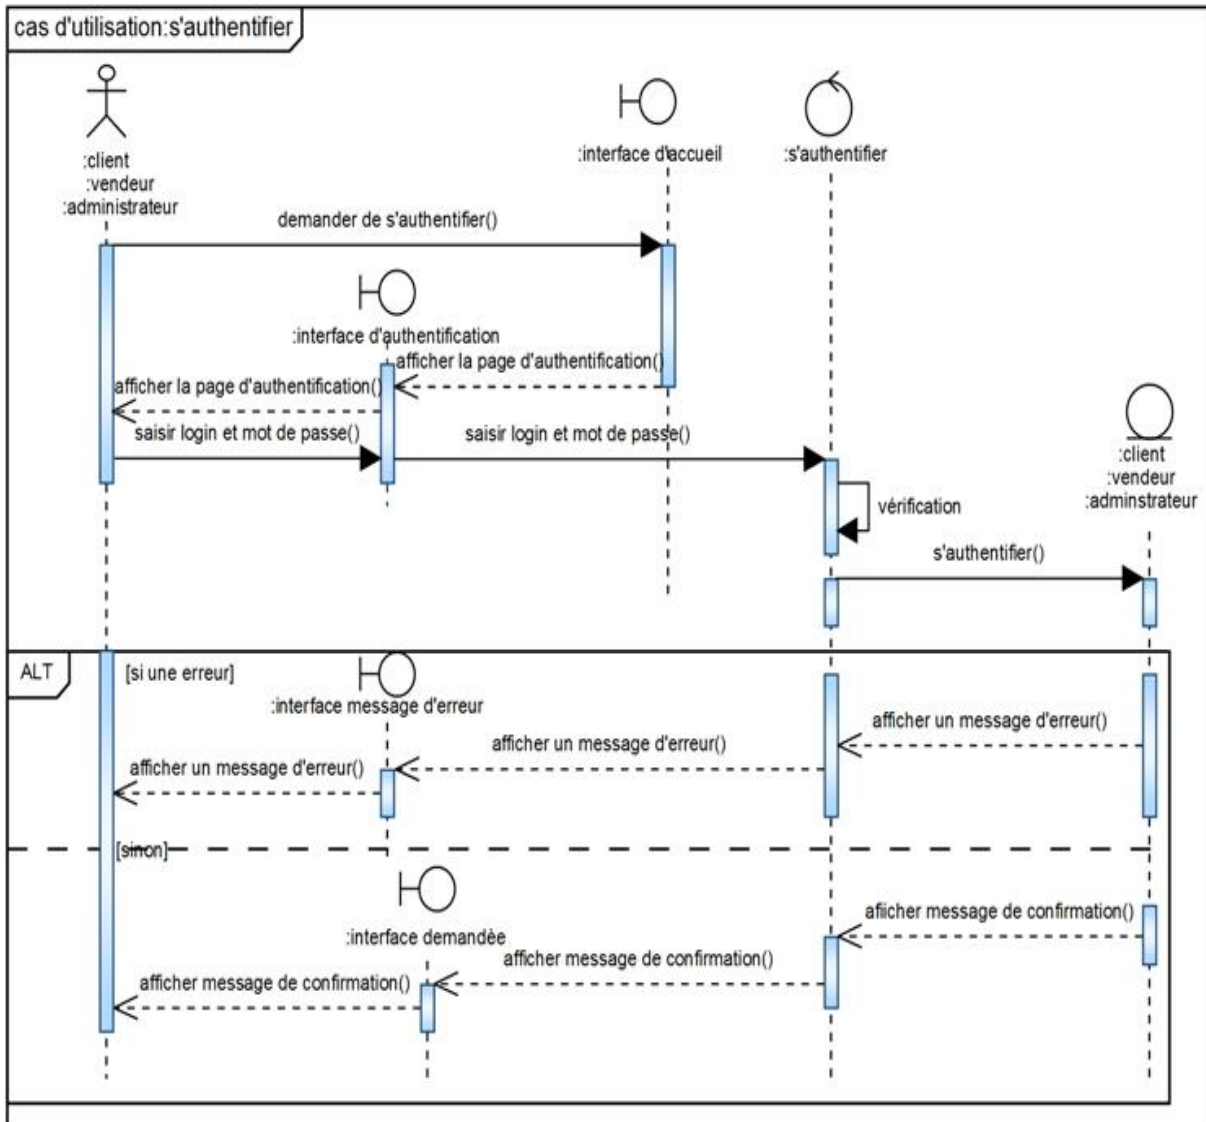 cas d'utilisation:s'authentifier
:interface d'accueil
:s'authentifier
:client
:vendeur
:administrateur
demander de s'authentifier()
:interface d'authentification
afficher la page d'authentification()
afficher la page d'authentification()
saisir login et mot de passe()
saisir login et mot de passe()
:client
:vendeur
:adminstrateur
vérification
s'authentifier()
ALT
[si une erreur]
:interface message d'erreur
afficher un message d'erreur()
afficher un message d'erreur()
afficher un message d'erreur()
[sinon]
:interface demandèe
afiicher message de confirmation()
afficher message de confirmation()
afficher message de confirmation()